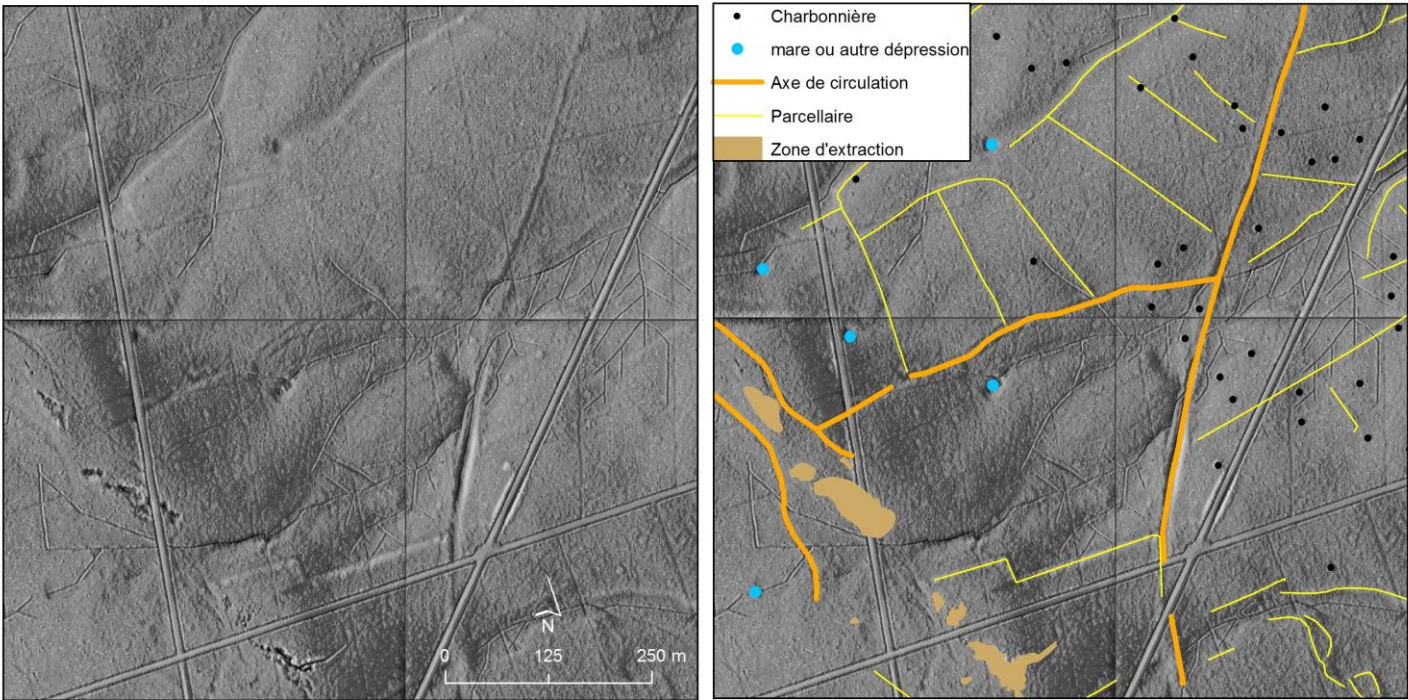 Charbonnière
mare ou autre dépression
Axe de circulation
Parcellaire
Zone d'extraction
N
0 125 250 m